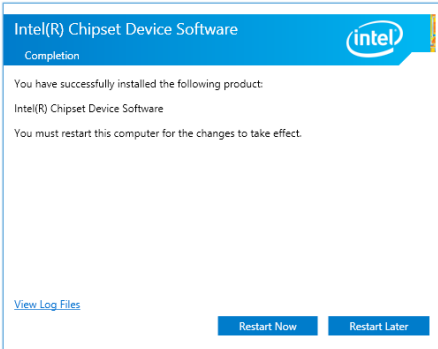 Intel(R) Chipset Device Software
intel
Completion
You have successfully installed the following product:
Intel(R) Chipset Device Software
You must restart this computer for the changes to take effect.
View Log Files
Restart Now
Restart Later